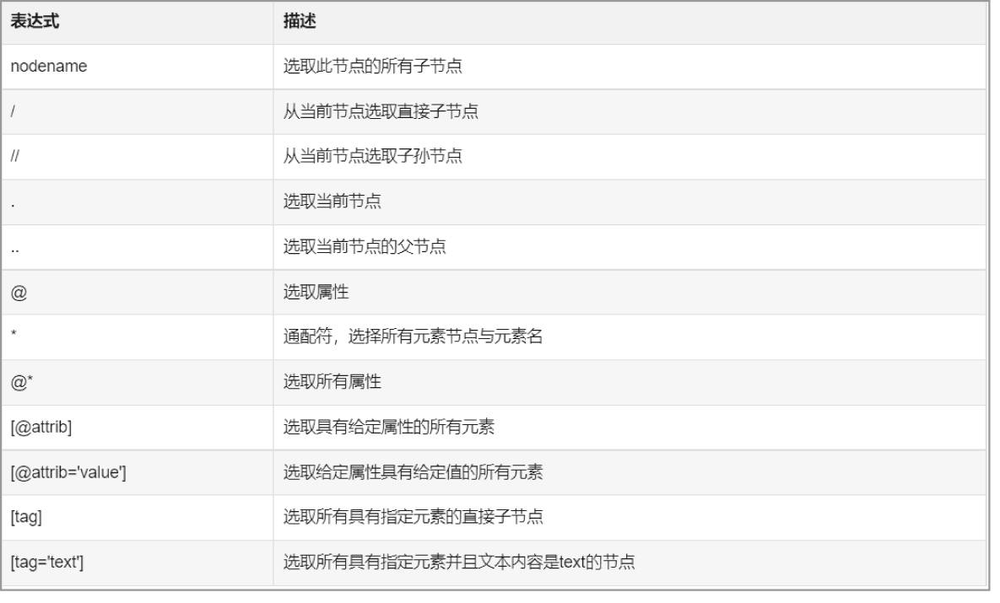 表达式 描述
nodename 选取此节点的所有子节点
/ 从当前节点选取直接子节点
// 从当前节点选取子孙节点
. 选取当前节点
.. 选取当前节点的父节点
@ 选取属性
* 通配符，选择所有元素节点与元素名
@* 选取所有属性
[@attrib] 选取具有给定属性的所有元素
[@attrib='value'] 选取给定属性具有给定值的所有元素
[tag] 选取所有具有指定元素的直接子节点
[tag='text'] 选取所有具有指定元素并且文本内容是text的节点